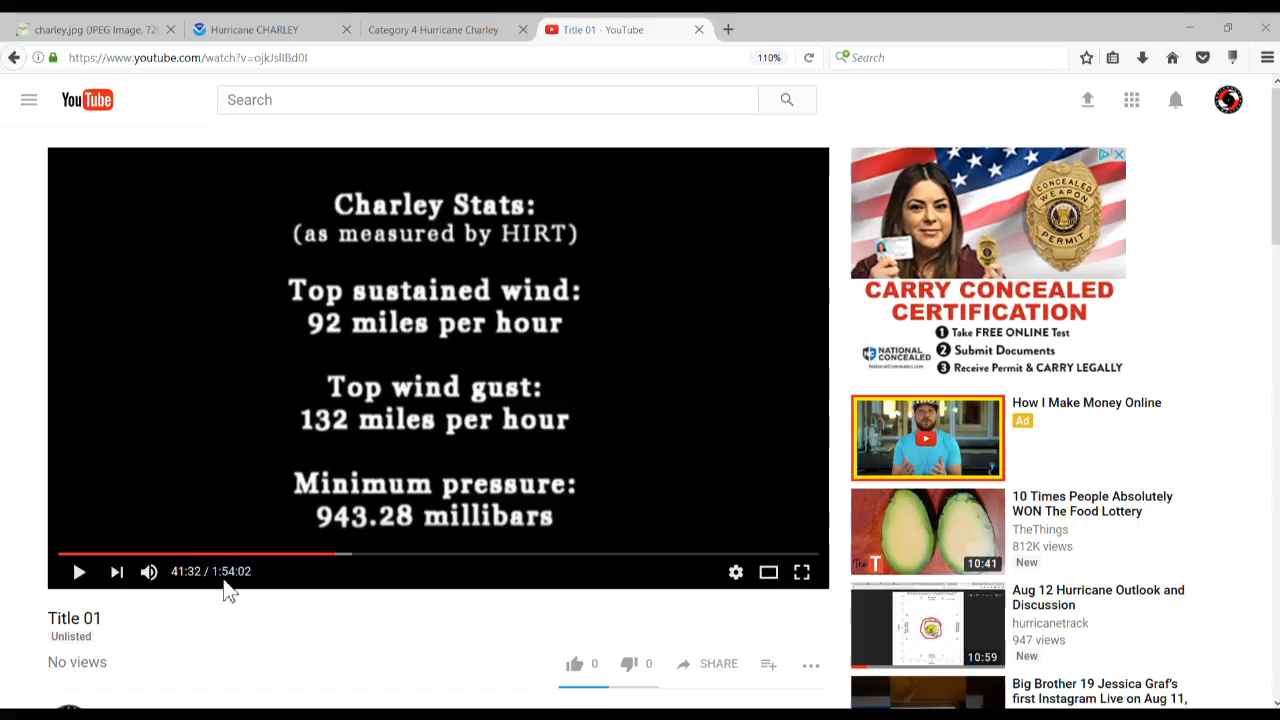 charley.jpg (JPEG Image, 72
Hurricane CHARLEY
Category 4 Hurricane Charley
Title 01 - YouTube
110%
Search
YouTube
Search
Charley Stats:
(as measured by HIRT)
Top sustained wind:
92 miles per hour
Top wind gust:
132 miles per hour
Minimum pressure:
943.28 millibars
41:32 / 1:54:02
Title 01
Unlisted
No views
0
0
SHARE
CONCEALED
WEAPON
PERMIT
CARRY CONCEALED
CERTIFICATION
1 Take FREE ONLINE Test
NATIONAL
CONCEALED
NationalConcealed.com
2 Submit Documents
3 Receive Permit & CARRY LEGALLY
How I Make Money Online
Ad
10 Times People Absolutely
WON The Food Lottery
TheThings
812K views
New
10:41
Aug 12 Hurricane Outlook and
Discussion
hurricanetrack
947 views
New
10:59
Big Brother 19 Jessica Graf's
first Instagram Live on Aug 11,